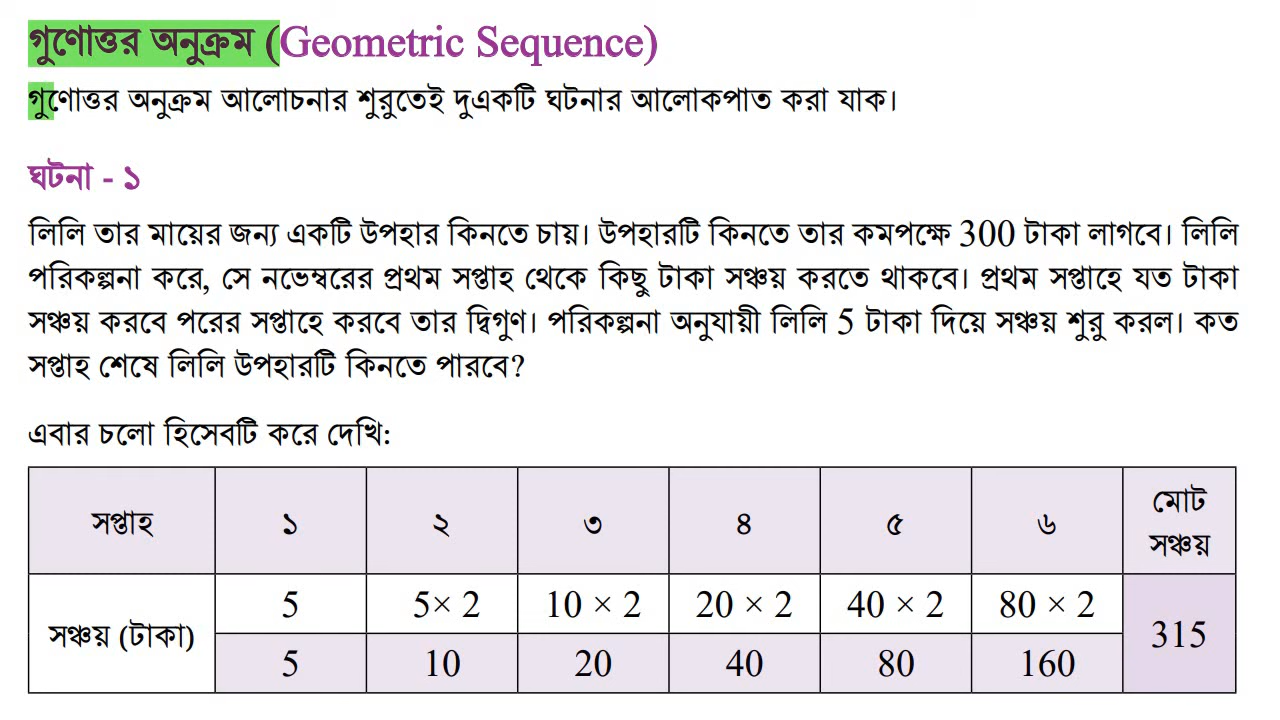 গুণোত্তর অনুক্রম (Geometric Sequence)
গুণোত্তর অনুক্রম আলোচনার শুরুতেই দুএকটি ঘটনার আলোকপাত করা যাক।
ঘটনা - ১
লিলি তার মায়ের জন্য একটি উপহার কিনতে চায়। উপহারটি কিনতে তার কমপক্ষে 300 টাকা লাগবে। লিলি
পরিকল্পনা করে, সে নভেম্বরের প্রথম সপ্তাহ থেকে কিছু টাকা সঞ্চয় করতে থাকবে। প্রথম সপ্তাহে যত টাকা
সঞ্চয় করবে পরের সপ্তাহে করবে তার দ্বিগুণ। পরিকল্পনা অনুযায়ী লিলি 5 টাকা দিয়ে সঞ্চয় শুরু করল। কত
সপ্তাহ শেষে লিলি উপহারটি কিনতে পারবে?
এবার চলো হিসেবটি করে দেখি:
সপ্তাহ ১ ২ ৩ ৪ ৫ ৬ মোট সঞ্চয়
সঞ্চয় (টাকা) 5 5× 2 10 × 2 20 × 2 40 × 2 80 × 2 315
5 10 20 40 80 160